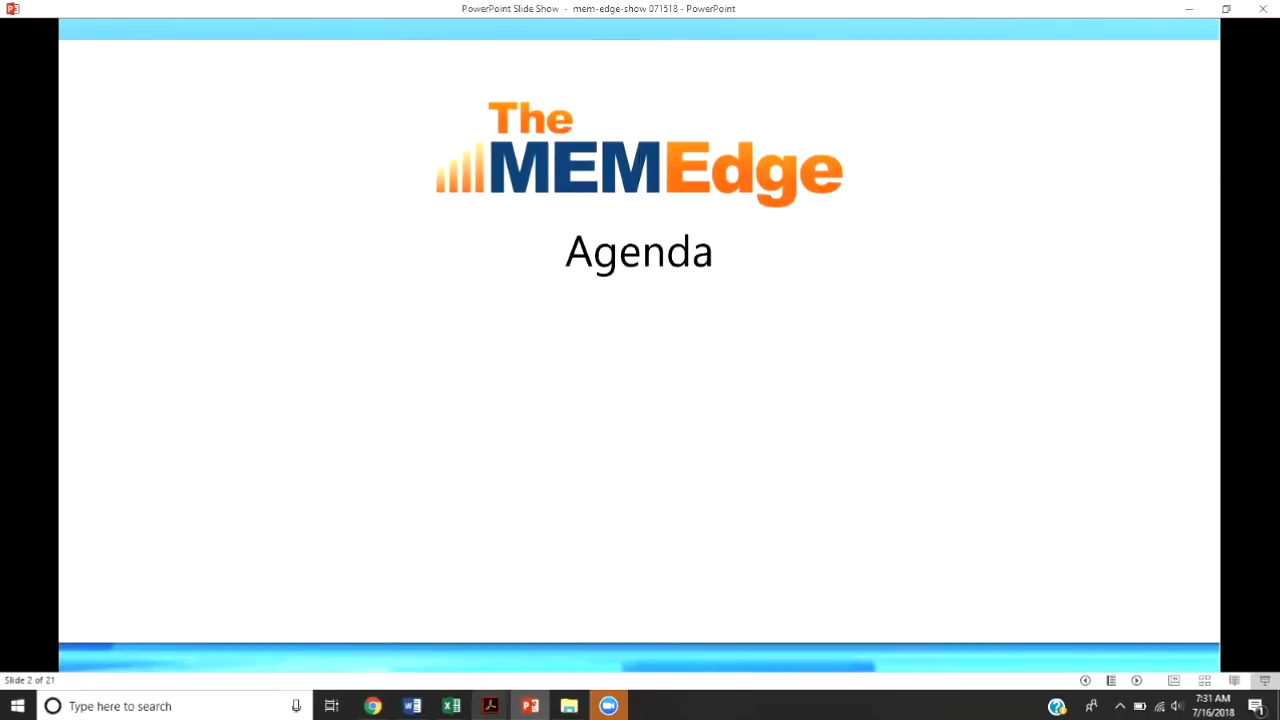 PowerPoint Slide Show - mem-edge-show 071518 - PowerPoint
The
MEMEdge
Agenda
Slide 2 of 21
Type here to search
7:31 AM
7/16/2018